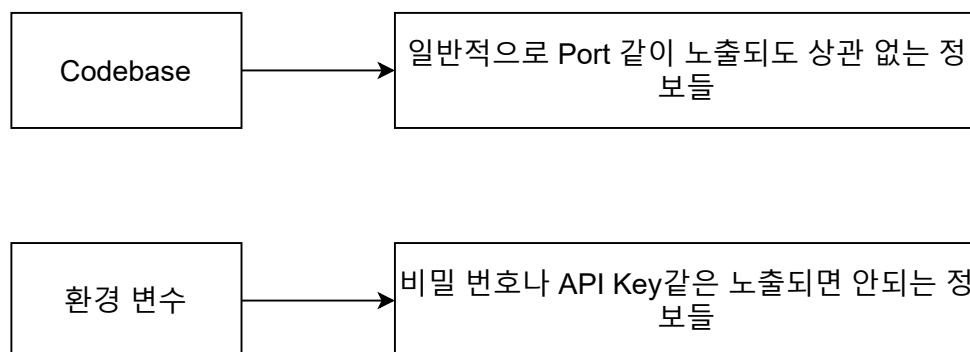 Codebase
일반적으로 Port 같이 노출되도 상관 없는 정
보들
환경 변수
비밀 번호나 API Key같은 노출되면 안되는 정
보들